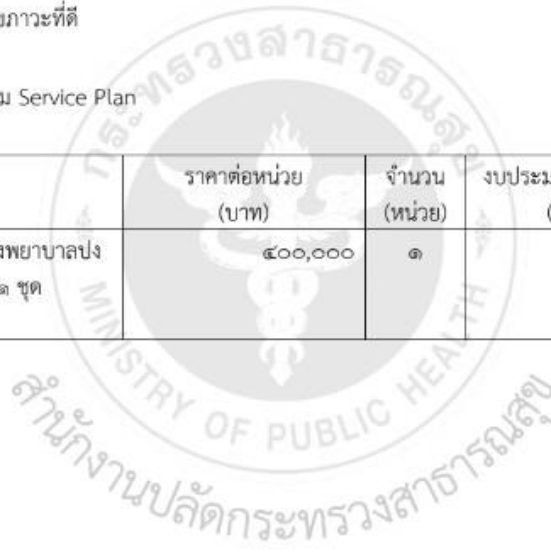 ขภาวะที่ดี
ม Service Plan
ราคาต่อหน่วย จำนวน งบประม
(บาท) (หน่วย) (
งพยาบาลปง ๔๐๐,๐๐๐ ๑
๑ ชุด
กระทรวงสาธารณสุข
MINISTRY OF PUBLIC HEALTH
สำนักงานปลัดกระทรวงสาธารณสุข